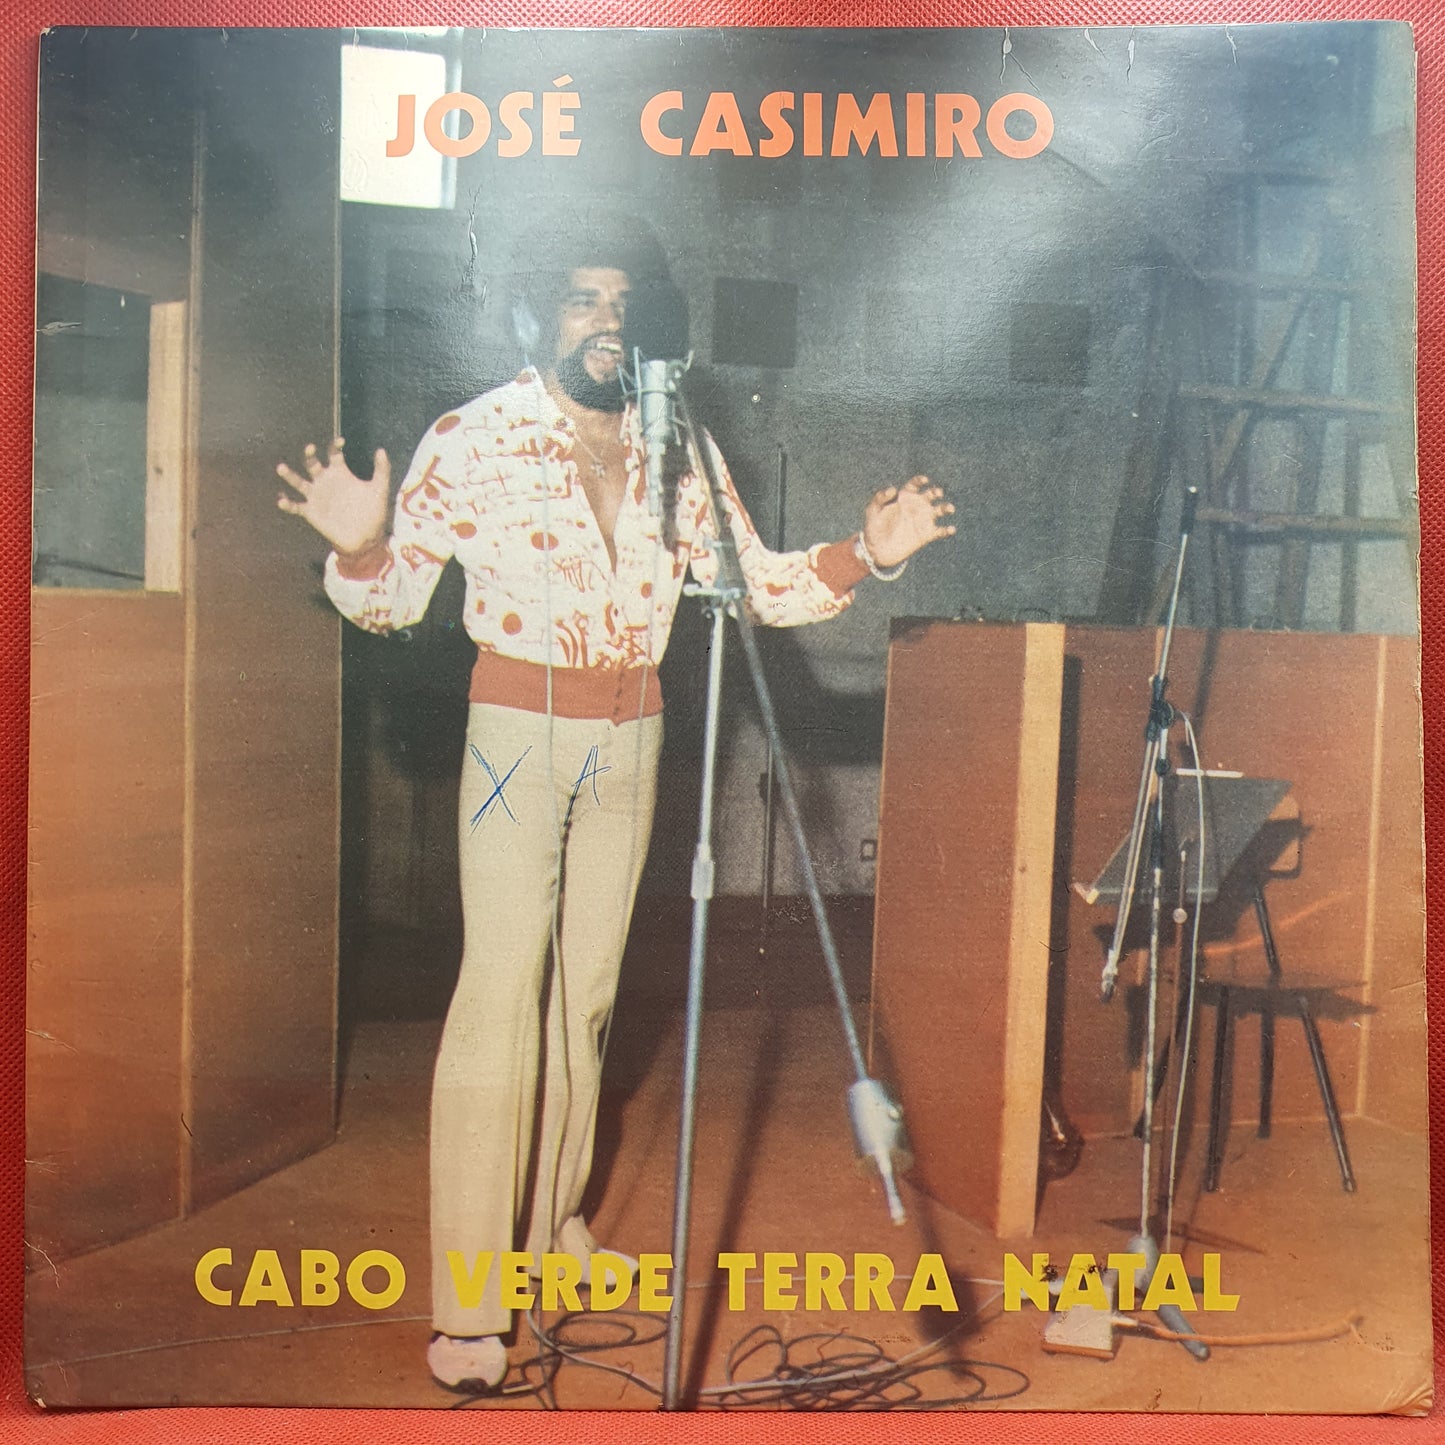 JOSÉ CASIMIRO
X A
CABO VERDE TERRA NATAL